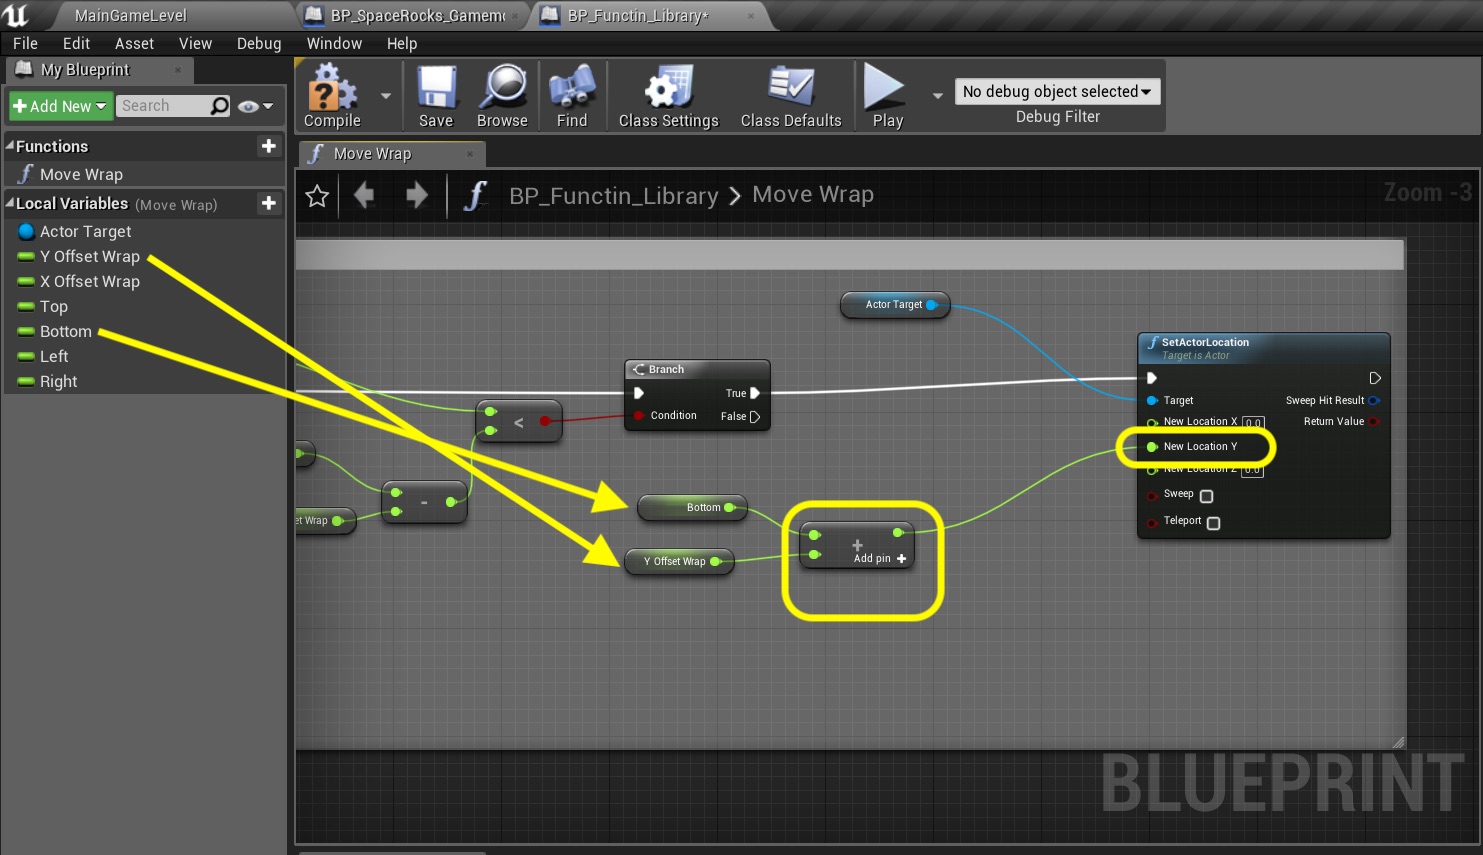 MainGameLevel
BP_SpaceRocks_Gamem
BP_Functin_Library*
File Edit Asset View Debug Window Help
My Blueprint
Add New Search
Functions
Move Wrap
Local Variables (Move Wrap)
Actor Target
Y Offset Wrap
X Offset Wrap
Top
Bottom
Left
Right
Compile Save Browse Find Class Settings Class Defaults Play
No debug object selected
Debug Filter
Move Wrap
BP_Functin_Library > Move Wrap
Zoom -3
Actor Target
Branch
True
Condition False
<
-
et Wrap
Bottom
Y Offset Wrap
+
Add pin +
SetActorLocation
Target is Actor
Target Sweep Hit Result
New Location X 0.0 Return Value
New Location Y
New Location Z 0.0
Sweep
Teleport
BLUEPRINT